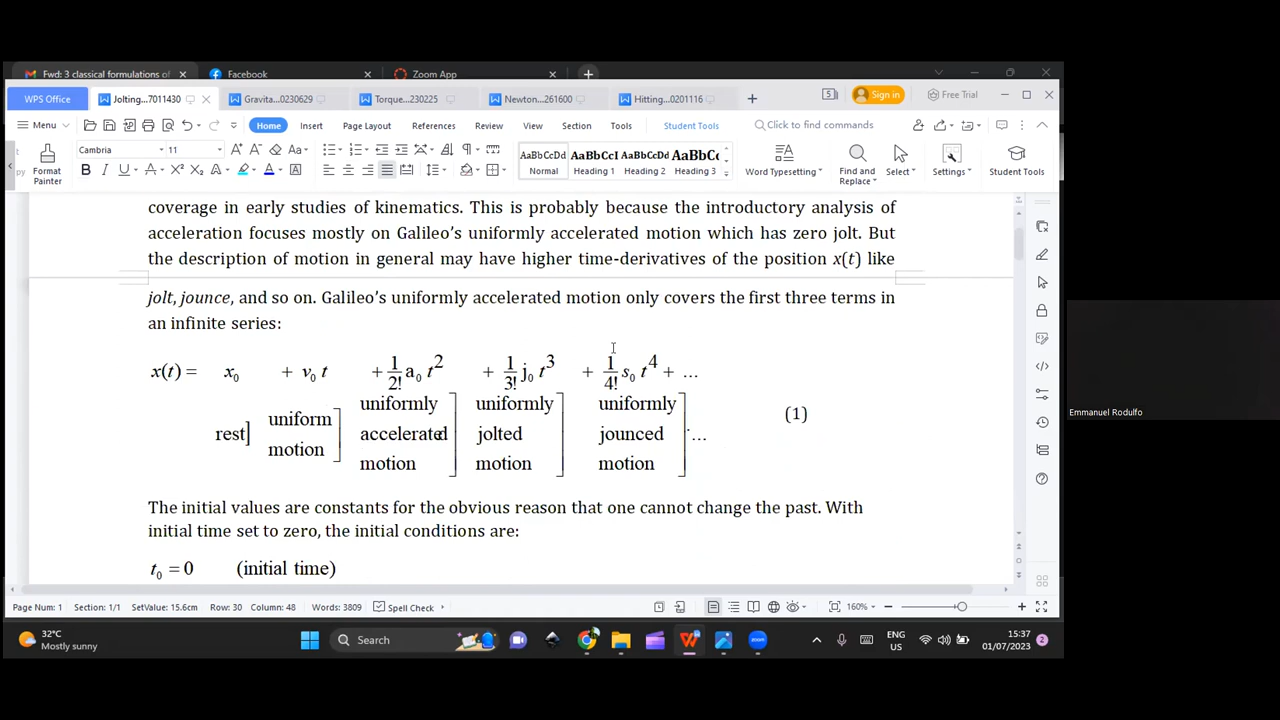 Fwd: 3 classical formulations of
Facebook
Zoom App
WPS Office
Jolting...7011430
Gravita...0230629
Torque...230225
Newton...261600
Hitting...0201116
Sign in
Free Trial
Menu
Home
Insert
Page Layout
References
Review
View
Section
Tools
Student Tools
Click to find commands
Format
Painter
Cambria
11
AaBbCcDd
Normal
AaBbCcI
Heading 1
AaBbCcDd
Heading 2
AaBbCc
Heading 3
Word Typesetting
Find and
Replace
Select
Settings
Student Tools
coverage in early studies of kinematics. This is probably because the introductory analysis of
acceleration focuses mostly on Galileo’s uniformly accelerated motion which has zero jolt. But
the description of motion in general may have higher time-derivatives of the position x(t) like
jolt, jounce, and so on. Galileo’s uniformly accelerated motion only covers the first three terms in
an infinite series:
x(t) = x₀ + v₀ t + 1/2! a₀ t² + 1/3! j₀ t³ + 1/4! s₀ t⁴ + ...
rest] uniform motion] uniformly accelerated motion] uniformly jolted motion] uniformly jounced motion] ... (1)
The initial values are constants for the obvious reason that one cannot change the past. With
initial time set to zero, the initial conditions are:
t₀ = 0 (initial time)
Page Num: 1 Section: 1/1 SetValue: 15.6cm Row: 30 Column: 48 Words: 3809 Spell Check 160%
32°C
Mostly sunny
Search
ENG
US
15:37
01/07/2023
2
Emmanuel Rodulfo